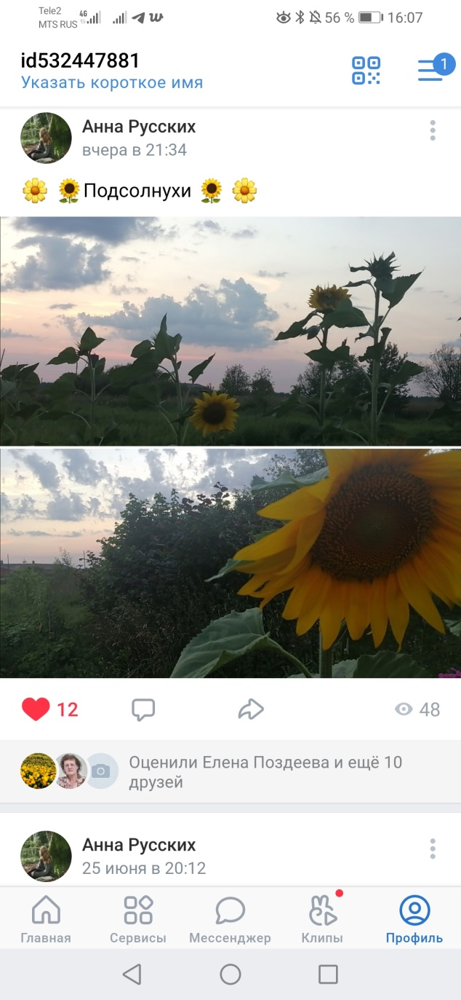 Tele2
MTS RUS
4G
56 %
16:07
id532447881
1
Указать короткое имя
Анна Русских
вчера в 21:34
🌼 🌻Подсолнухи 🌻 🌼
12
48
Оценили Елена Поздеева и ещё 10
друзей
Анна Русских
25 июня в 20:12
Главная
Сервисы
Мессенджер
Клипы
Профиль